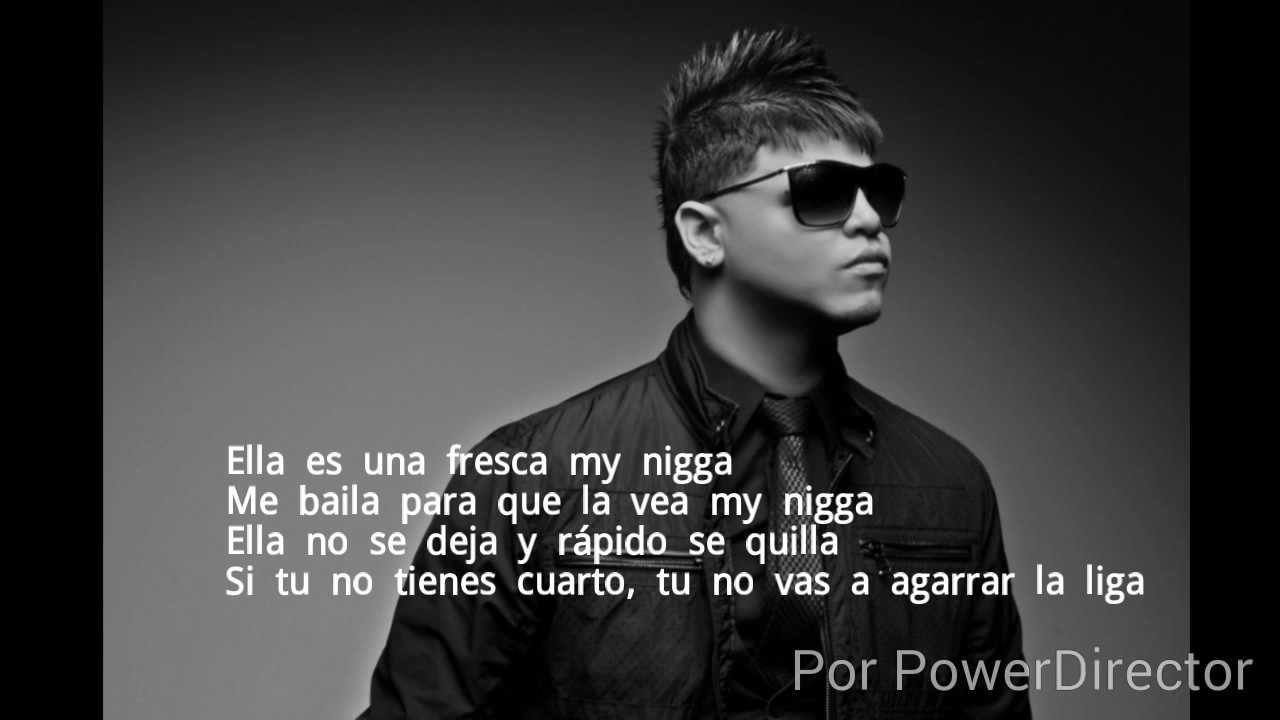 Ella es una fresca my nigga
Me baila para que la vea my nigga
Ella no se deja y rápido se quilla
Si tu no tienes cuarto, tu no vas a agarrar la liga
Por PowerDirector